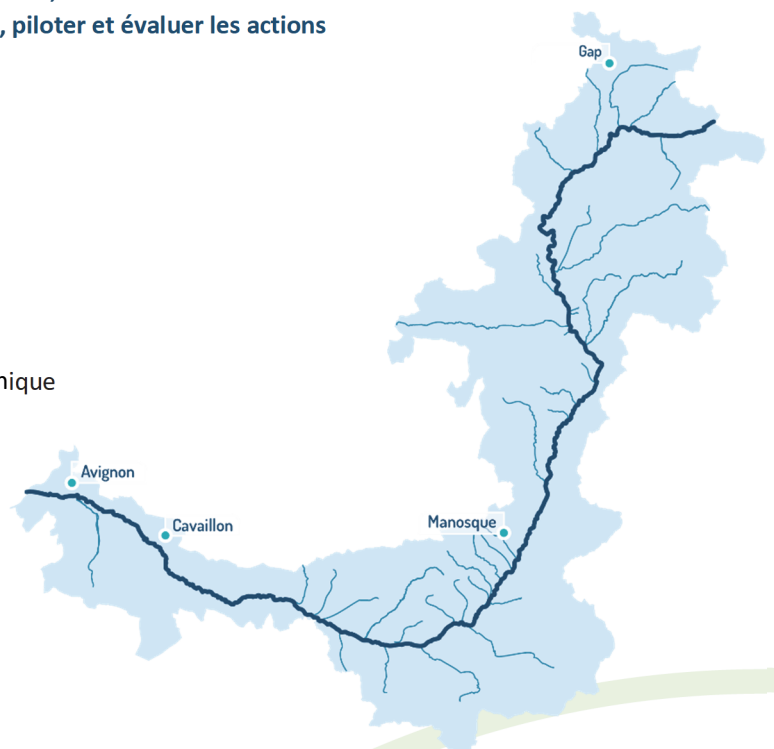 , piloter et évaluer les actions
Gap
nique
Avignon
Cavaillon
Manosque